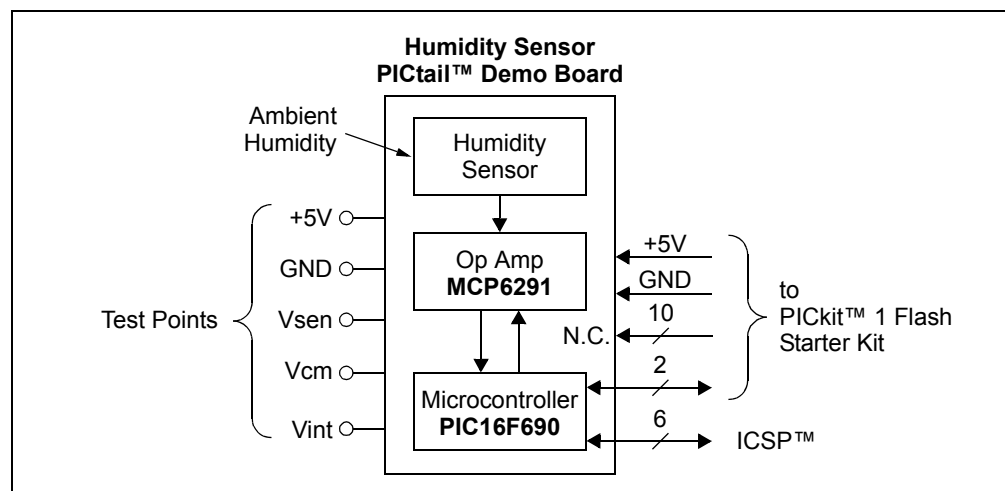 Humidity Sensor
PICtail™ Demo Board
Ambient
Humidity
Humidity
Sensor
Op Amp
MCP6291
Microcontroller
PIC16F690
Test Points
+5V
GND
Vsen
Vcm
Vint
+5V
GND
10
N.C.
2
6
to
PICkit™ 1 Flash
Starter Kit
ICSP™